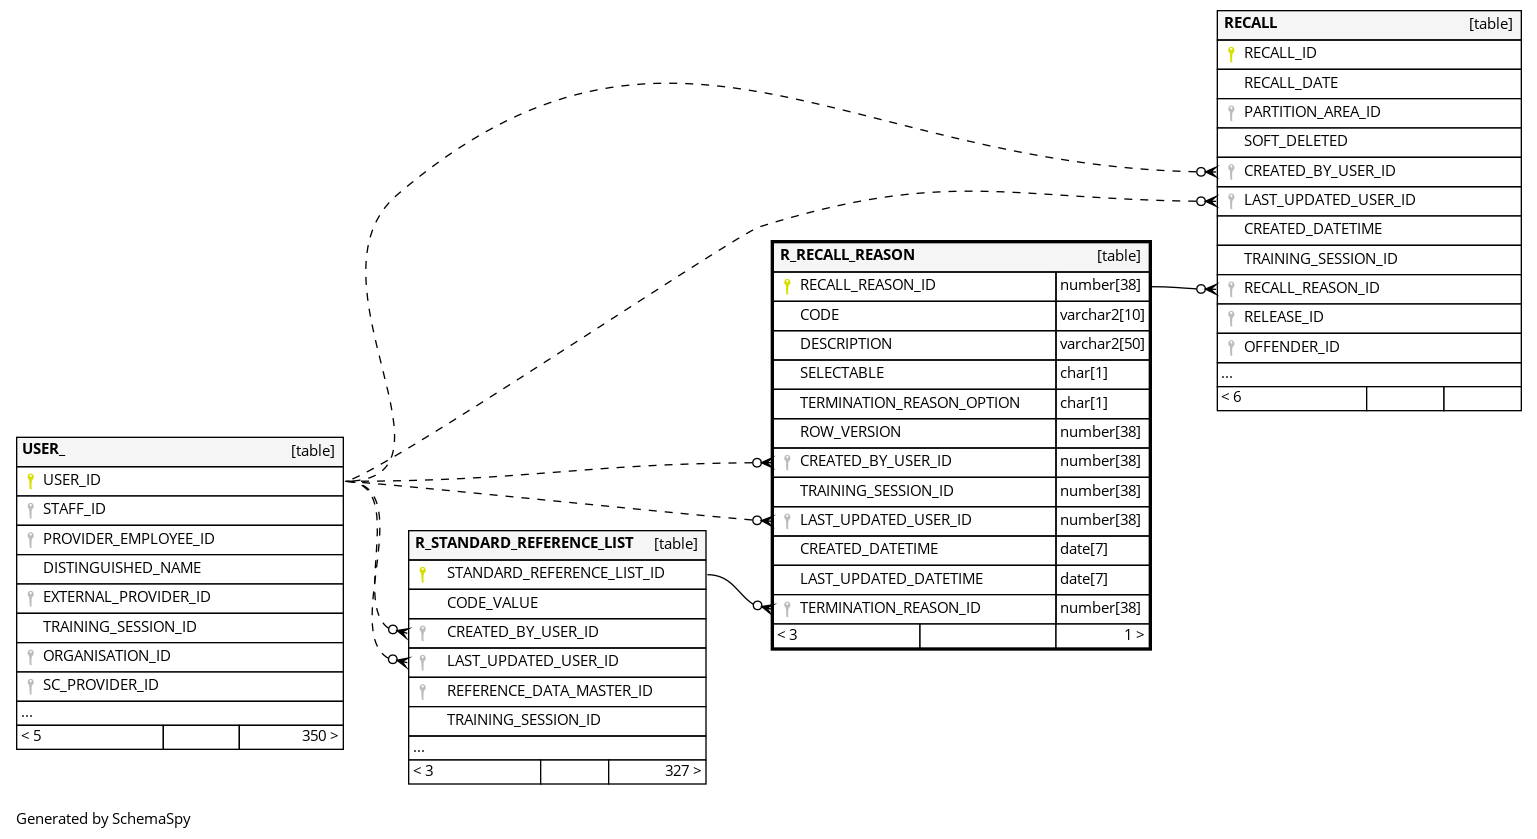 RECALL [table]
RECALL_ID
RECALL_DATE
PARTITION_AREA_ID
SOFT_DELETED
CREATED_BY_USER_ID
LAST_UPDATED_USER_ID
CREATED_DATETIME
TRAINING_SESSION_ID
RECALL_REASON_ID
RELEASE_ID
OFFENDER_ID
...
< 6
R_RECALL_REASON [table]
RECALL_REASON_ID number[38]
CODE varchar2[10]
DESCRIPTION varchar2[50]
SELECTABLE char[1]
TERMINATION_REASON_OPTION char[1]
ROW_VERSION number[38]
CREATED_BY_USER_ID number[38]
TRAINING_SESSION_ID number[38]
LAST_UPDATED_USER_ID number[38]
CREATED_DATETIME date[7]
LAST_UPDATED_DATETIME date[7]
TERMINATION_REASON_ID number[38]
< 3 1 >
USER_ [table]
USER_ID
STAFF_ID
PROVIDER_EMPLOYEE_ID
DISTINGUISHED_NAME
EXTERNAL_PROVIDER_ID
TRAINING_SESSION_ID
ORGANISATION_ID
SC_PROVIDER_ID
...
< 5 350 >
R_STANDARD_REFERENCE_LIST [table]
STANDARD_REFERENCE_LIST_ID
CODE_VALUE
CREATED_BY_USER_ID
LAST_UPDATED_USER_ID
REFERENCE_DATA_MASTER_ID
TRAINING_SESSION_ID
...
< 3 327 >
Generated by SchemaSpy